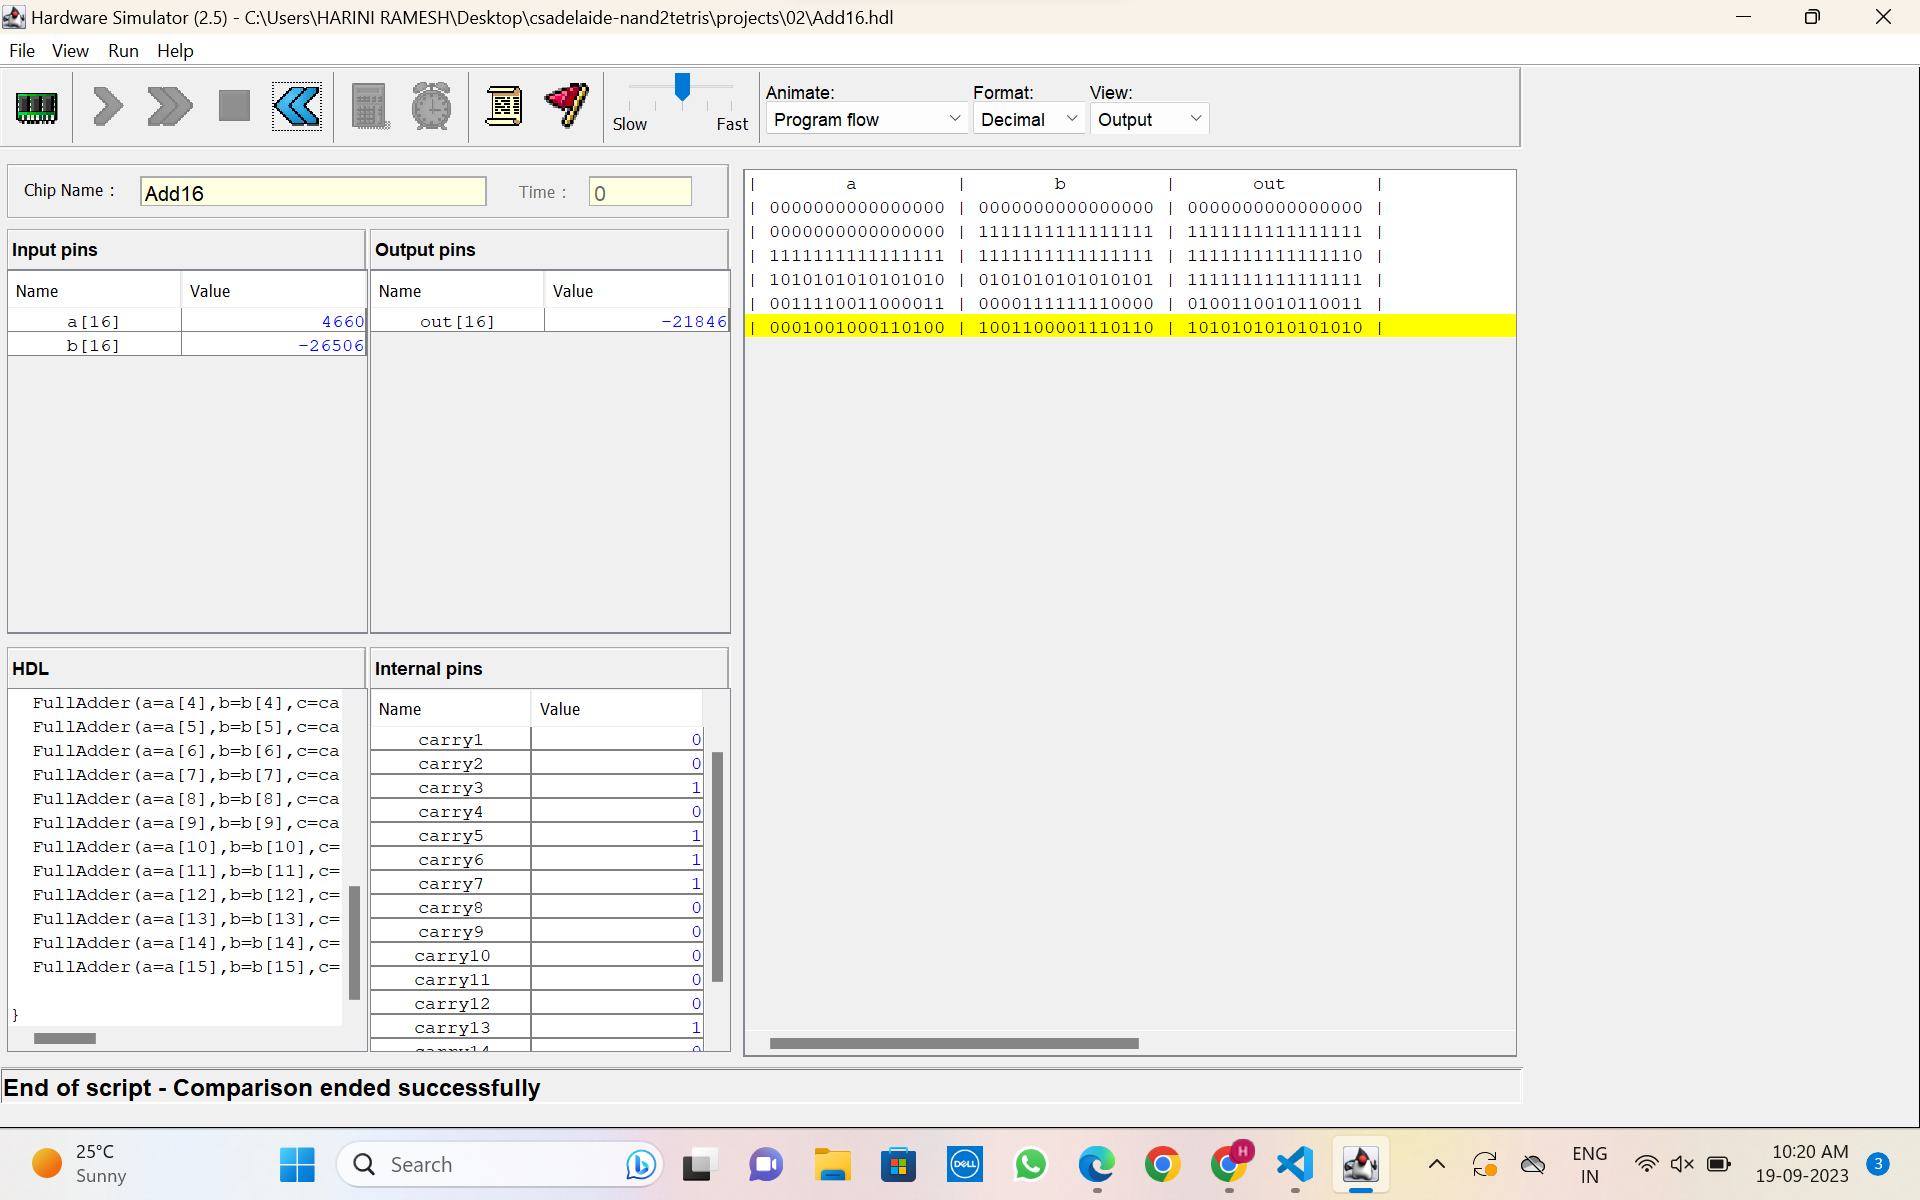 Hardware Simulator (2.5) - C:\Users\HARINI RAMESH\Desktop\csadelaide-nand2tetris\projects\02\Add16.hdl
File View Run Help
Slow Fast
Animate: Format: View:
Program flow Decimal Output
Chip Name : Add16 Time : 0
Input pins
Name Value
a[16] 4660
b[16] -26506
Output pins
Name Value
out[16] -21846
HDL
FullAdder(a=a[4],b=b[4],c=ca
FullAdder(a=a[5],b=b[5],c=ca
FullAdder(a=a[6],b=b[6],c=ca
FullAdder(a=a[7],b=b[7],c=ca
FullAdder(a=a[8],b=b[8],c=ca
FullAdder(a=a[9],b=b[9],c=ca
FullAdder(a=a[10],b=b[10],c=
FullAdder(a=a[11],b=b[11],c=
FullAdder(a=a[12],b=b[12],c=
FullAdder(a=a[13],b=b[13],c=
FullAdder(a=a[14],b=b[14],c=
FullAdder(a=a[15],b=b[15],c=
}
Internal pins
Name Value
carry1 0
carry2 0
carry3 1
carry4 0
carry5 1
carry6 1
carry7 1
carry8 0
carry9 0
carry10 0
carry11 0
carry12 0
carry13 1
carry14 0
| a | b | out |
| 0000000000000000 | 0000000000000000 | 0000000000000000 |
| 0000000000000000 | 1111111111111111 | 1111111111111111 |
| 1111111111111111 | 1111111111111111 | 1111111111111110 |
| 1010101010101010 | 0101010101010101 | 1111111111111111 |
| 0011110011000011 | 0000111111110000 | 0100110010110011 |
| 0001001000110100 | 1001100001110110 | 1010101010101010 |
End of script - Comparison ended successfully
25°C
Sunny
Search
DELL
H
ENG
IN
10:20 AM
19-09-2023
3